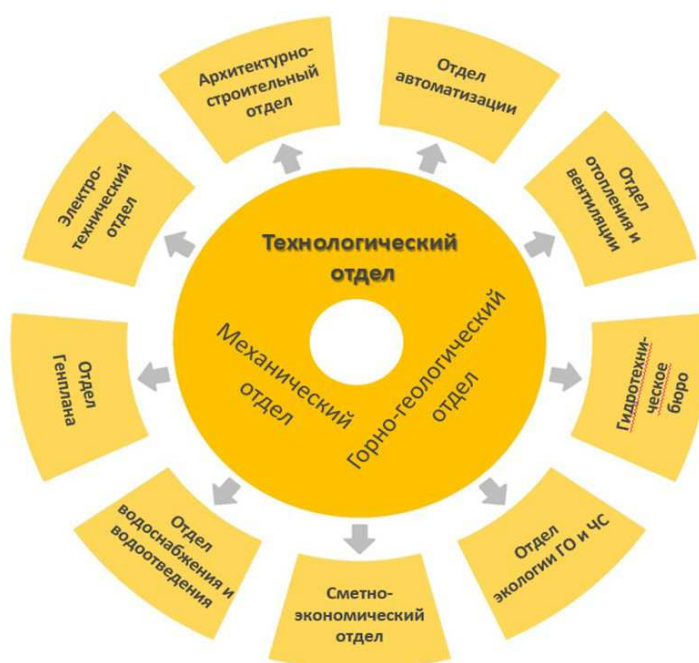 Архитектурно-
строительный
отдел
Отдел
автоматизации
Отдел
отопления и
вентиляции
Гидротехни-
ческое
бюро
Отдел
экологии ГО и ЧС
Сметно-
экономический
отдел
Отдел
водоснабжения и
водоотведения
Отдел
Генплана
Электро-
технический
отдел
Технологический
отдел
Механический
отдел
Горно-геологический
отдел